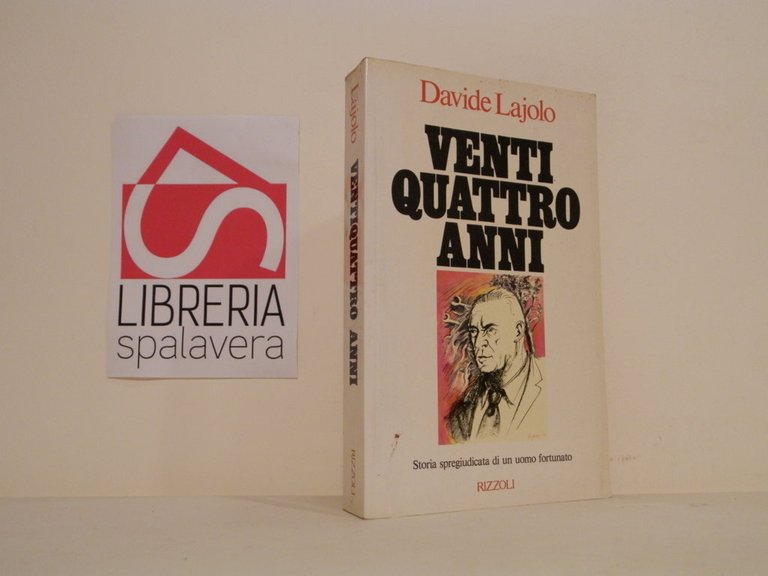 LIBRERIA
spalavera
Lajolo VENTIQUATTRO ANNI RIZZOLI
Davide Lajolo
VENTI
QUATTRO
ANNI
Storia spregiudicata di un uomo fortunato
RIZZOLI